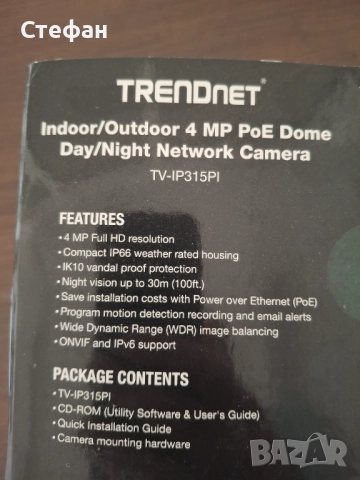 Стефан
TRENDNET
Indoor/Outdoor 4 MP PoE Dome
Day/Night Network Camera
TV-IP315PI
FEATURES
• 4 MP Full HD resolution
• Compact IP66 weather rated housing
• IK10 vandal proof protection
• Night vision up to 30m (100ft.)
• Save installation costs with Power over Ethernet (PoE)
• Program motion detection recording and email alerts
• Wide Dynamic Range (WDR) image balancing
• ONVIF and IPv6 support
PACKAGE CONTENTS
• TV-IP315PI
• CD-ROM (Utility Software & User's Guide)
• Quick Installation Guide
• Camera mounting hardware
BAZAR